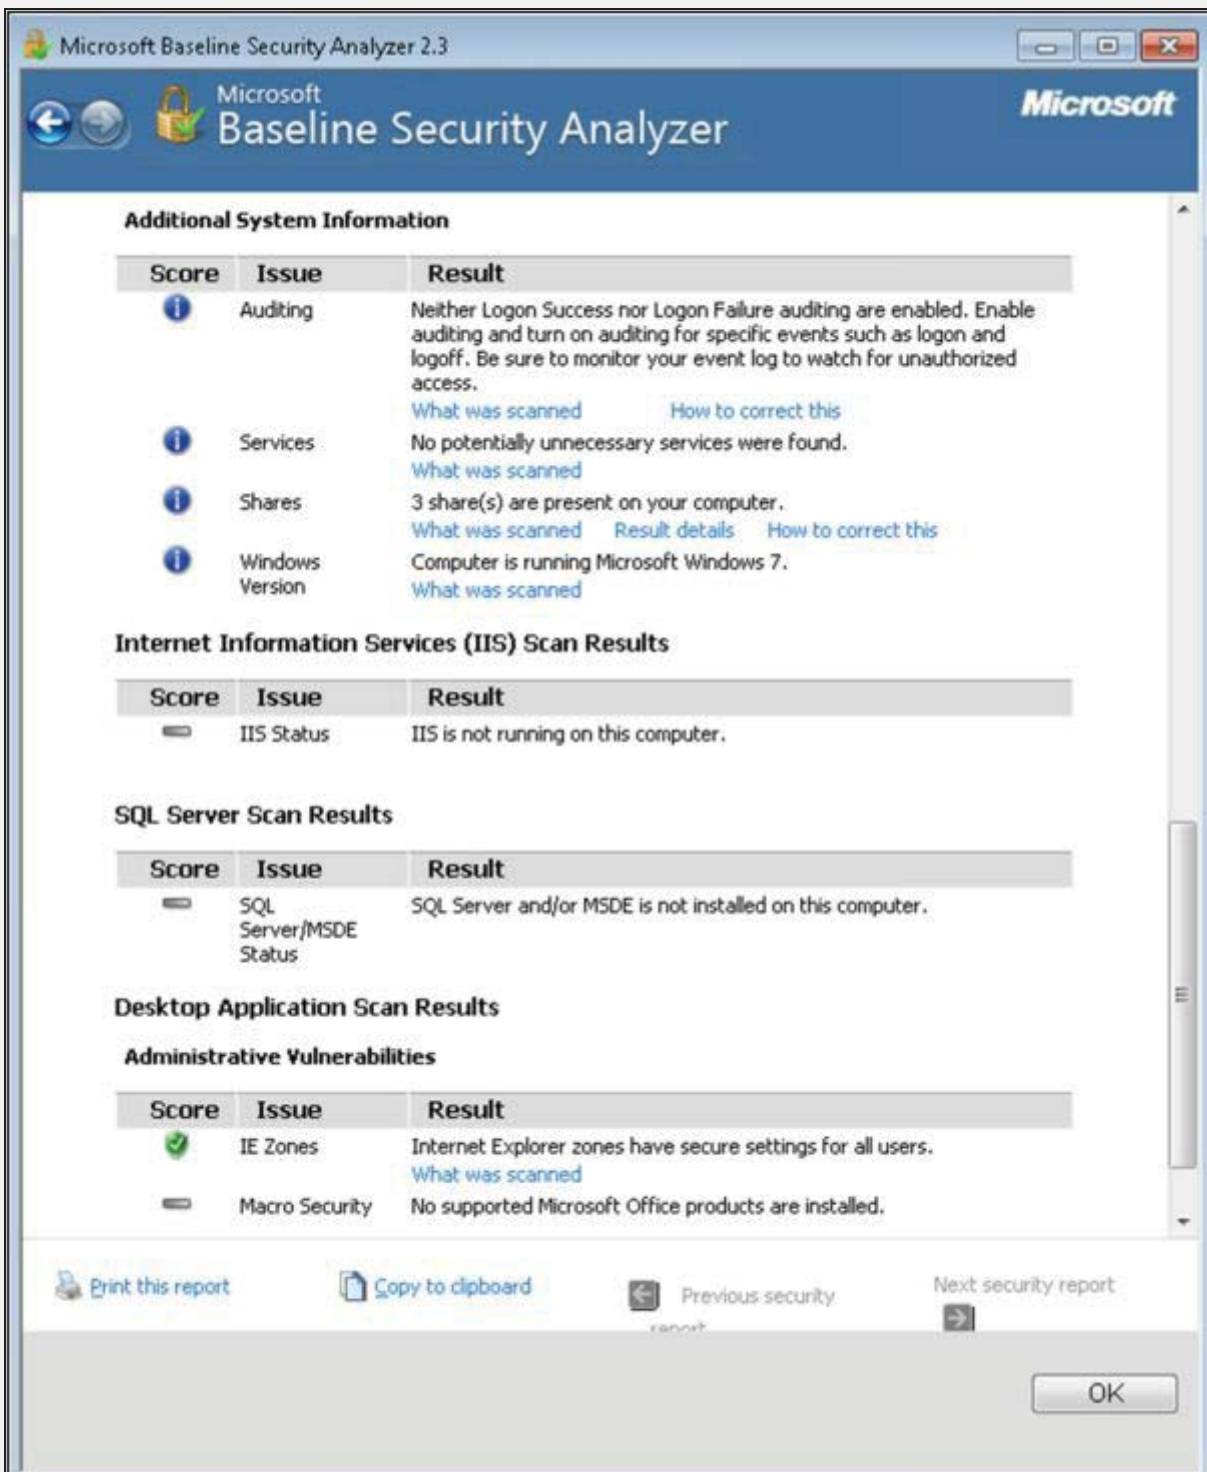 Microsoft Baseline Security Analyzer 2.3
Microsoft
Baseline Security Analyzer
Microsoft
Additional System Information
Score Issue Result
Auditing Neither Logon Success nor Logon Failure auditing are enabled. Enable
auditing and turn on auditing for specific events such as logon and
logoff. Be sure to monitor your event log to watch for unauthorized
access.
What was scanned How to correct this
Services No potentially unnecessary services were found.
What was scanned
Shares 3 share(s) are present on your computer.
What was scanned Result details How to correct this
Windows Computer is running Microsoft Windows 7.
Version What was scanned
Internet Information Services (IIS) Scan Results
Score Issue Result
IIS Status IIS is not running on this computer.
SQL Server Scan Results
Score Issue Result
SQL SQL Server and/or MSDE is not installed on this computer.
Server/MSDE
Status
Desktop Application Scan Results
Administrative Vulnerabilities
Score Issue Result
IE Zones Internet Explorer zones have secure settings for all users.
What was scanned
Macro Security No supported Microsoft Office products are installed.
Print this report Copy to clipboard Previous security Next security report
report
OK